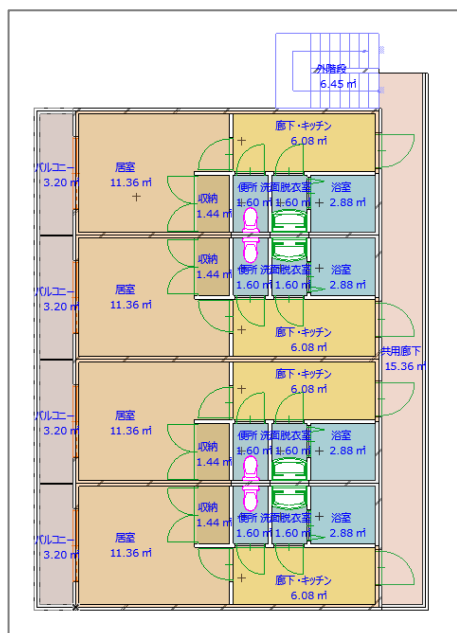 外階段
6.45 ㎡
廊下・キッチン
6.08 ㎡
バルコニー
3.20 ㎡
居室
11.36 ㎡
収納
1.44 ㎡
便所 洗面脱衣室 浴室
1.60 ㎡ 1.60 ㎡ 2.88 ㎡
バルコニー
3.20 ㎡
居室
11.36 ㎡
収納
1.44 ㎡
便所 洗面脱衣室 浴室
1.60 ㎡ 1.60 ㎡ 2.88 ㎡
廊下・キッチン
6.08 ㎡
共用廊下
15.36 ㎡
廊下・キッチン
6.08 ㎡
バルコニー
3.20 ㎡
居室
11.36 ㎡
収納
1.44 ㎡
便所 洗面脱衣室 浴室
1.60 ㎡ 1.60 ㎡ 2.88 ㎡
バルコニー
3.20 ㎡
居室
11.36 ㎡
収納
1.44 ㎡
便所 洗面脱衣室 浴室
1.60 ㎡ 1.60 ㎡ 2.88 ㎡
廊下・キッチン
6.08 ㎡